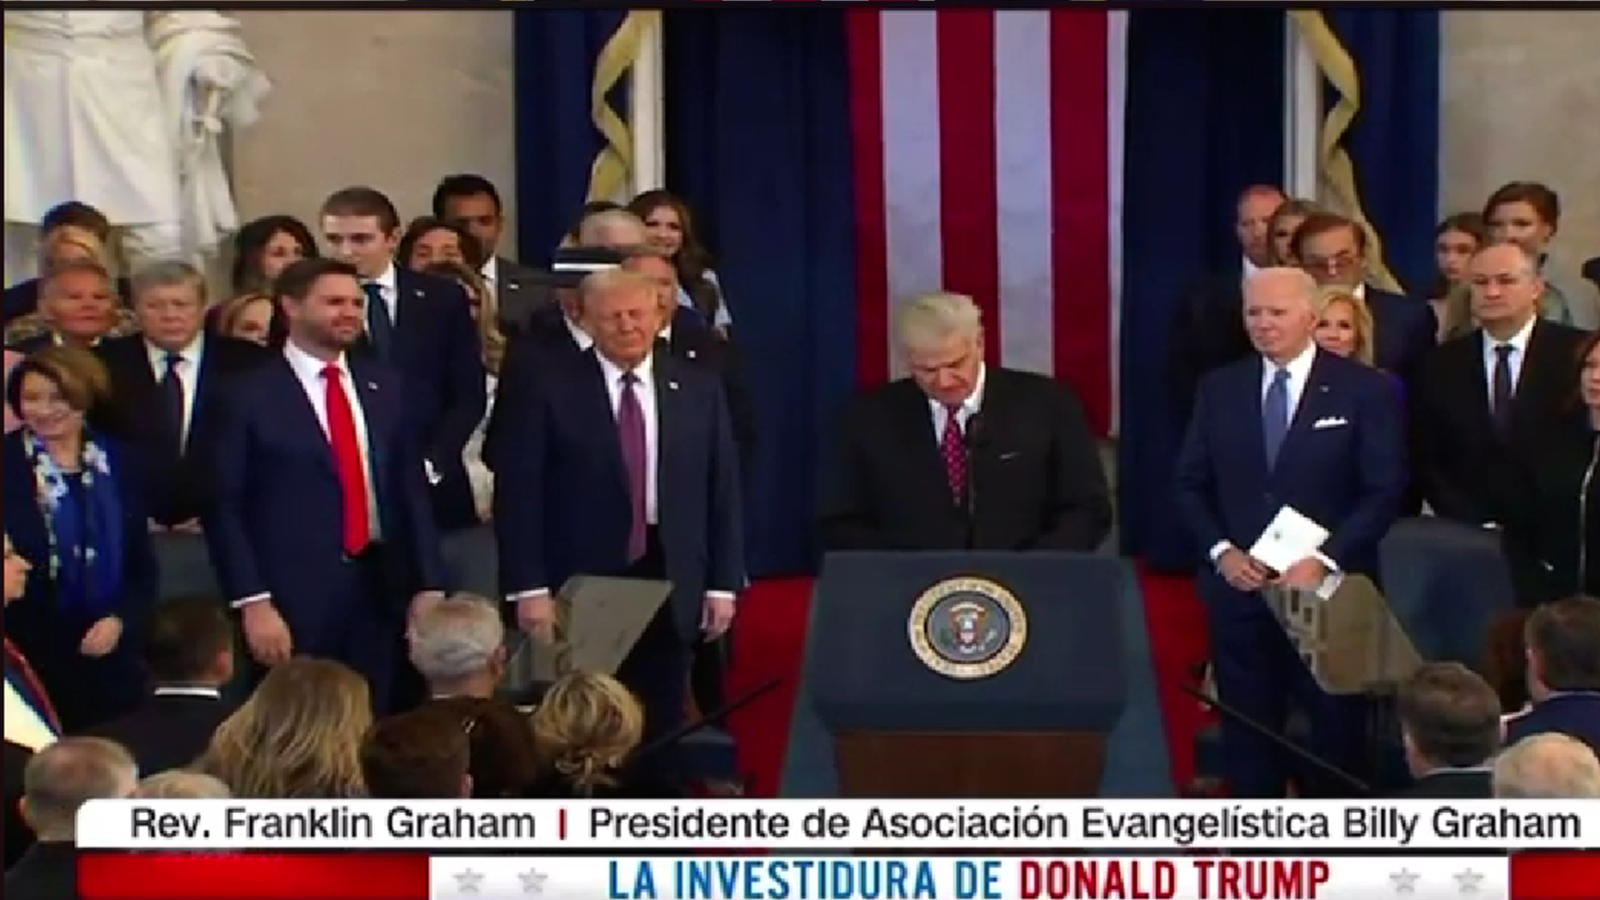 Rev. Franklin Graham | Presidente de Asociación Evangelística Billy Graham
LA INVESTIDURA DE DONALD TRUMP